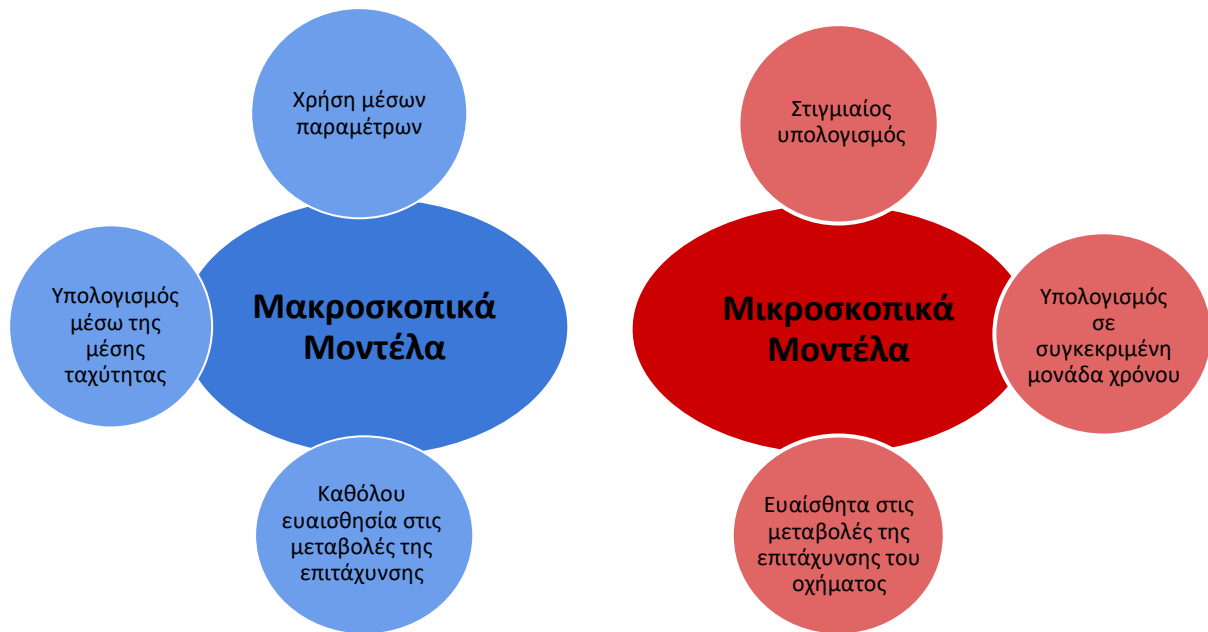 Χρήση μέσων
παραμέτρων
Υπολογισμός
μέσω της
μέσης
ταχύτητας
Μακροσκοπικά
Μοντέλα
Καθόλου
ευαισθησία στις
μεταβολές της
επιτάχυνσης
Στιγμιαίος
υπολογισμός
Μικροσκοπικά
Μοντέλα
Υπολογισμός
σε
συγκεκριμένη
μονάδα χρόνου
Ευαίσθητα στις
μεταβολές της
επιτάχυνσης του
οχήματος